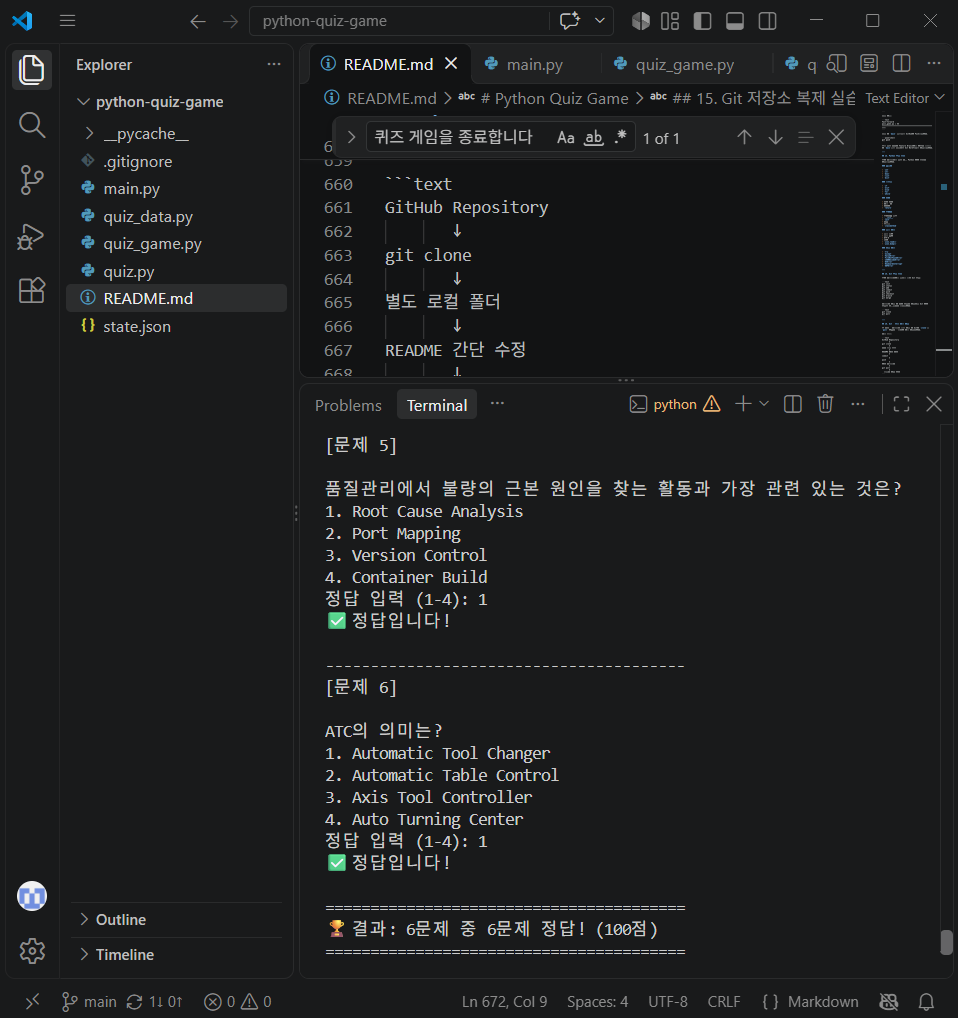 python-quiz-game
Explorer
python-quiz-game
__pycache__
.gitignore
main.py
quiz_data.py
quiz_game.py
quiz.py
README.md
state.json
Outline
Timeline
README.md
main.py
quiz_game.py
q
README.md > # Python Quiz Game > ## 15. Git 저장소 복제 실습
Text Editor
퀴즈 게임을 종료합니다
Aa ab .*
1 of 1
659
660 ```text
661 GitHub Repository
662 ↓
663 git clone
664 ↓
665 별도 로컬 폴더
666 ↓
667 README 간단 수정
668 ↓
Problems
Terminal
python
[문제 5]
품질관리에서 불량의 근본 원인을 찾는 활동과 가장 관련 있는 것은?
1. Root Cause Analysis
2. Port Mapping
3. Version Control
4. Container Build
정답 입력 (1-4): 1
✅ 정답입니다!
----------------------------------------
[문제 6]
ATC의 의미는?
1. Automatic Tool Changer
2. Automatic Table Control
3. Axis Tool Controller
4. Auto Turning Center
정답 입력 (1-4): 1
✅ 정답입니다!
========================================
🏆 결과: 6문제 중 6문제 정답! (100점)
========================================
main 1↓ 0↑ 0 0
Ln 672, Col 9
Spaces: 4
UTF-8
CRLF
{ } Markdown